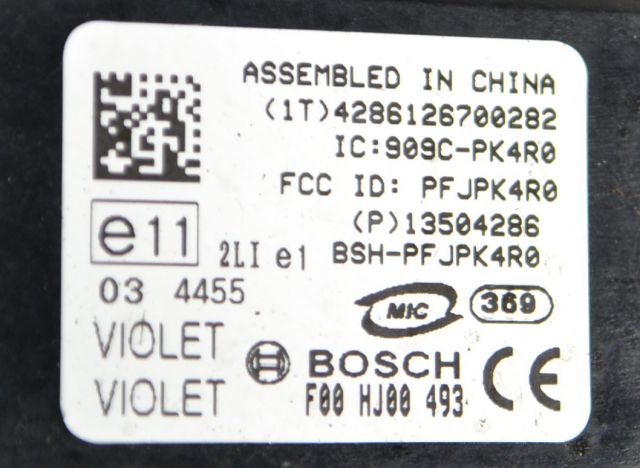 ASSEMBLED IN CHINA
(1T)4286126700282
IC:909C-PK4R0
FCC ID: PFJPK4R0
(P)13504286
e11
2LI e1 BSH-PFJPK4R0
03 4455
MIC 369
VIOLET
BOSCH CE
VIOLET
F00 HJ00 493